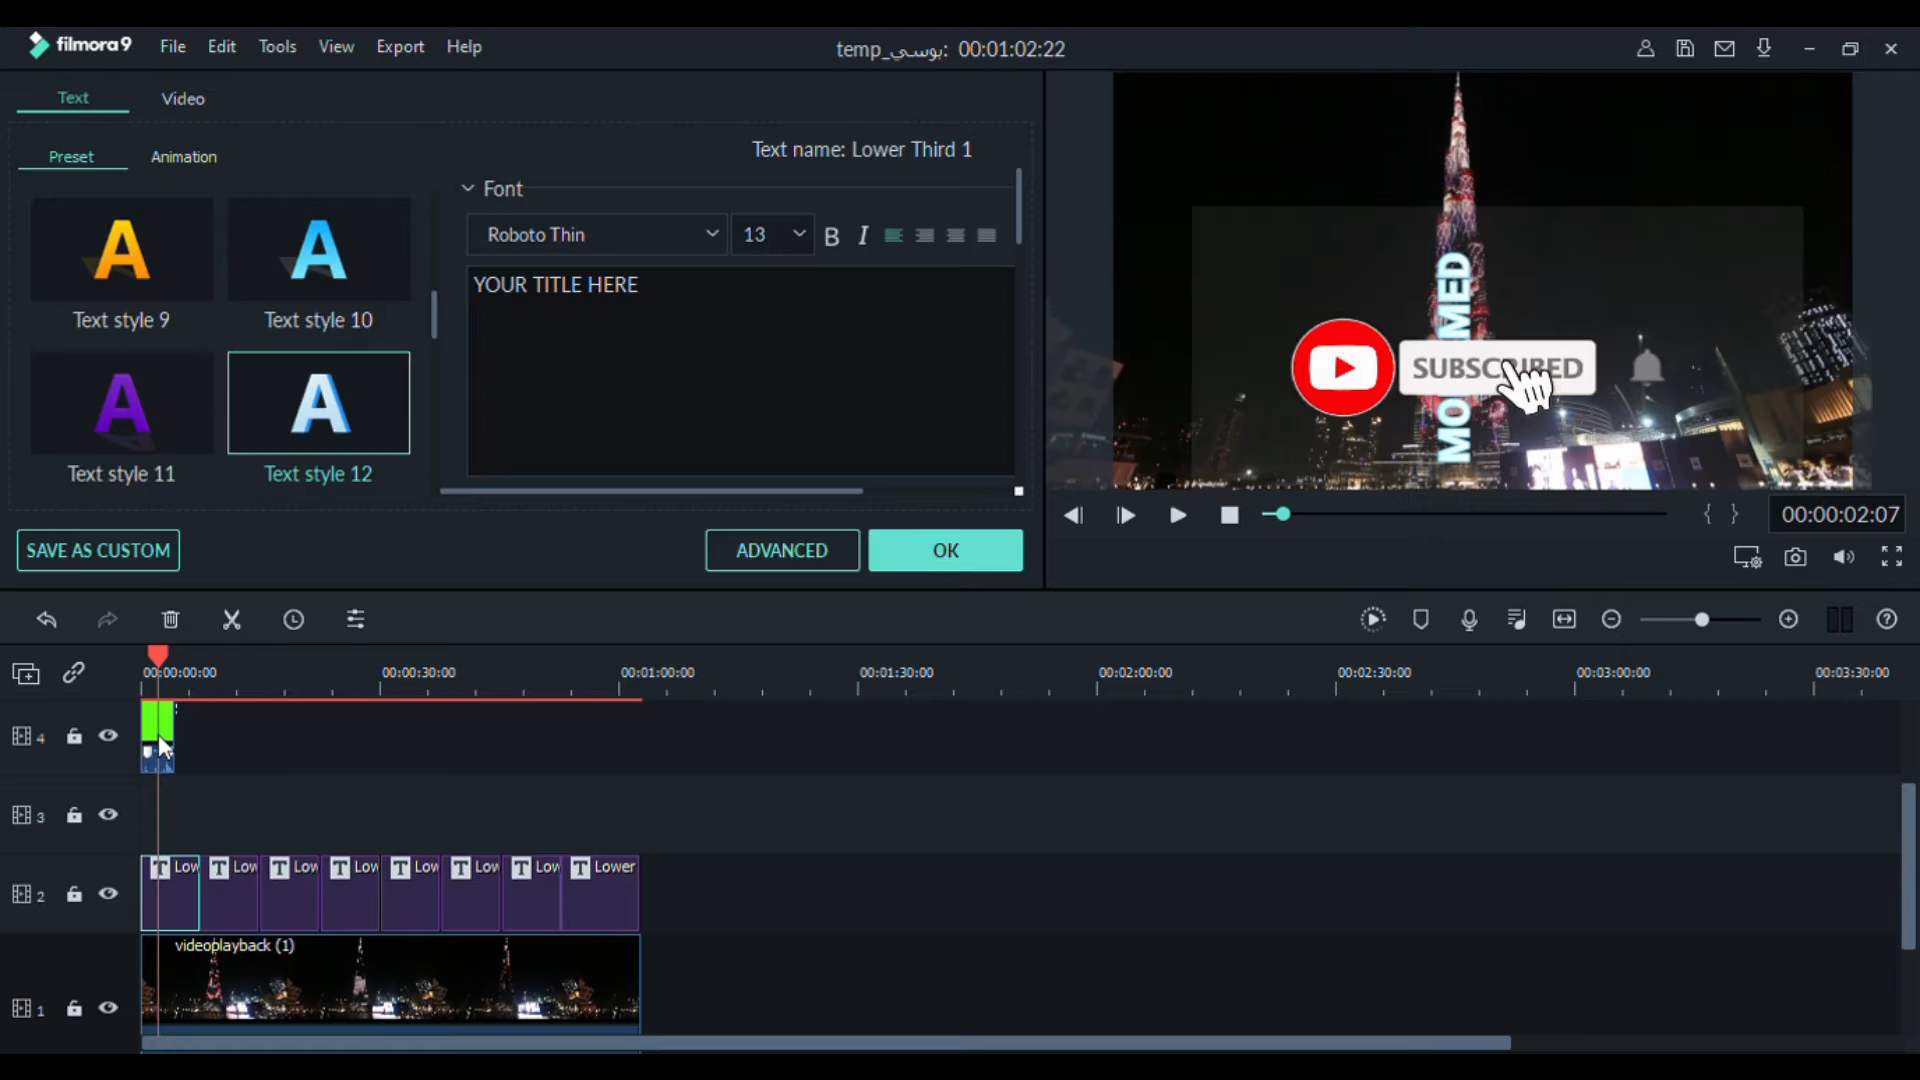 filmora9 File Edit Tools View Export Help
temp_بوسي: 00:01:02:22
Text Video
Preset Animation
Text name: Lower Third 1
Font
Roboto Thin 13 B I
YOUR TITLE HERE
Text style 9 Text style 10
Text style 11 Text style 12
SAVE AS CUSTOM ADVANCED OK
SUBSCRIBED
{ } 00:00:02:07
00:00:00:00 00:00:30:00 00:01:00:00 00:01:30:00 00:02:00:00 00:02:30:00 00:03:00:00 00:03:30:00
4
3
2 T Low T Low T Low T Low T Low T Low T Low T Lower
videoplayback (1)
1